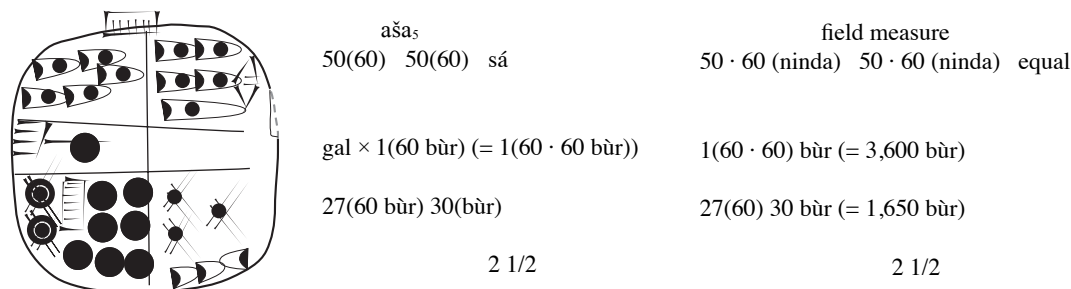 aša₅ field measure
50(60) 50(60) sá 50 · 60 (ninda) 50 · 60 (ninda) equal
gal × 1(60 bùr) (= 1(60 · 60 bùr)) 1(60 · 60) bùr (= 3,600 bùr)
27(60 bùr) 30(bùr) 27(60) 30 bùr (= 1,650 bùr)
2 1/2 2 1/2